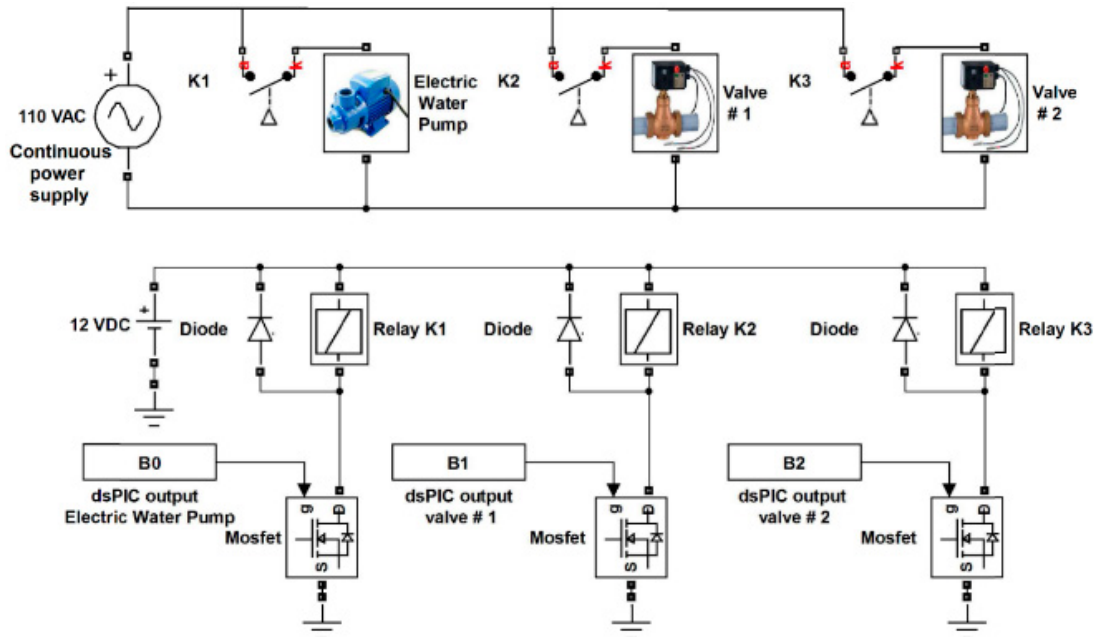 K1
Electric
Water
Pump
K2
Valve
# 1
K3
Valve
# 2
+
110 VAC
Continuous
power
supply
+
12 VDC
Diode
Relay K1
Diode
Relay K2
Diode
Relay K3
B0
dsPIC output
Electric Water Pump
B1
dsPIC output
valve # 1
B2
dsPIC output
valve # 2
g
D
S
Mosfet
g
D
S
Mosfet
g
D
S
Mosfet